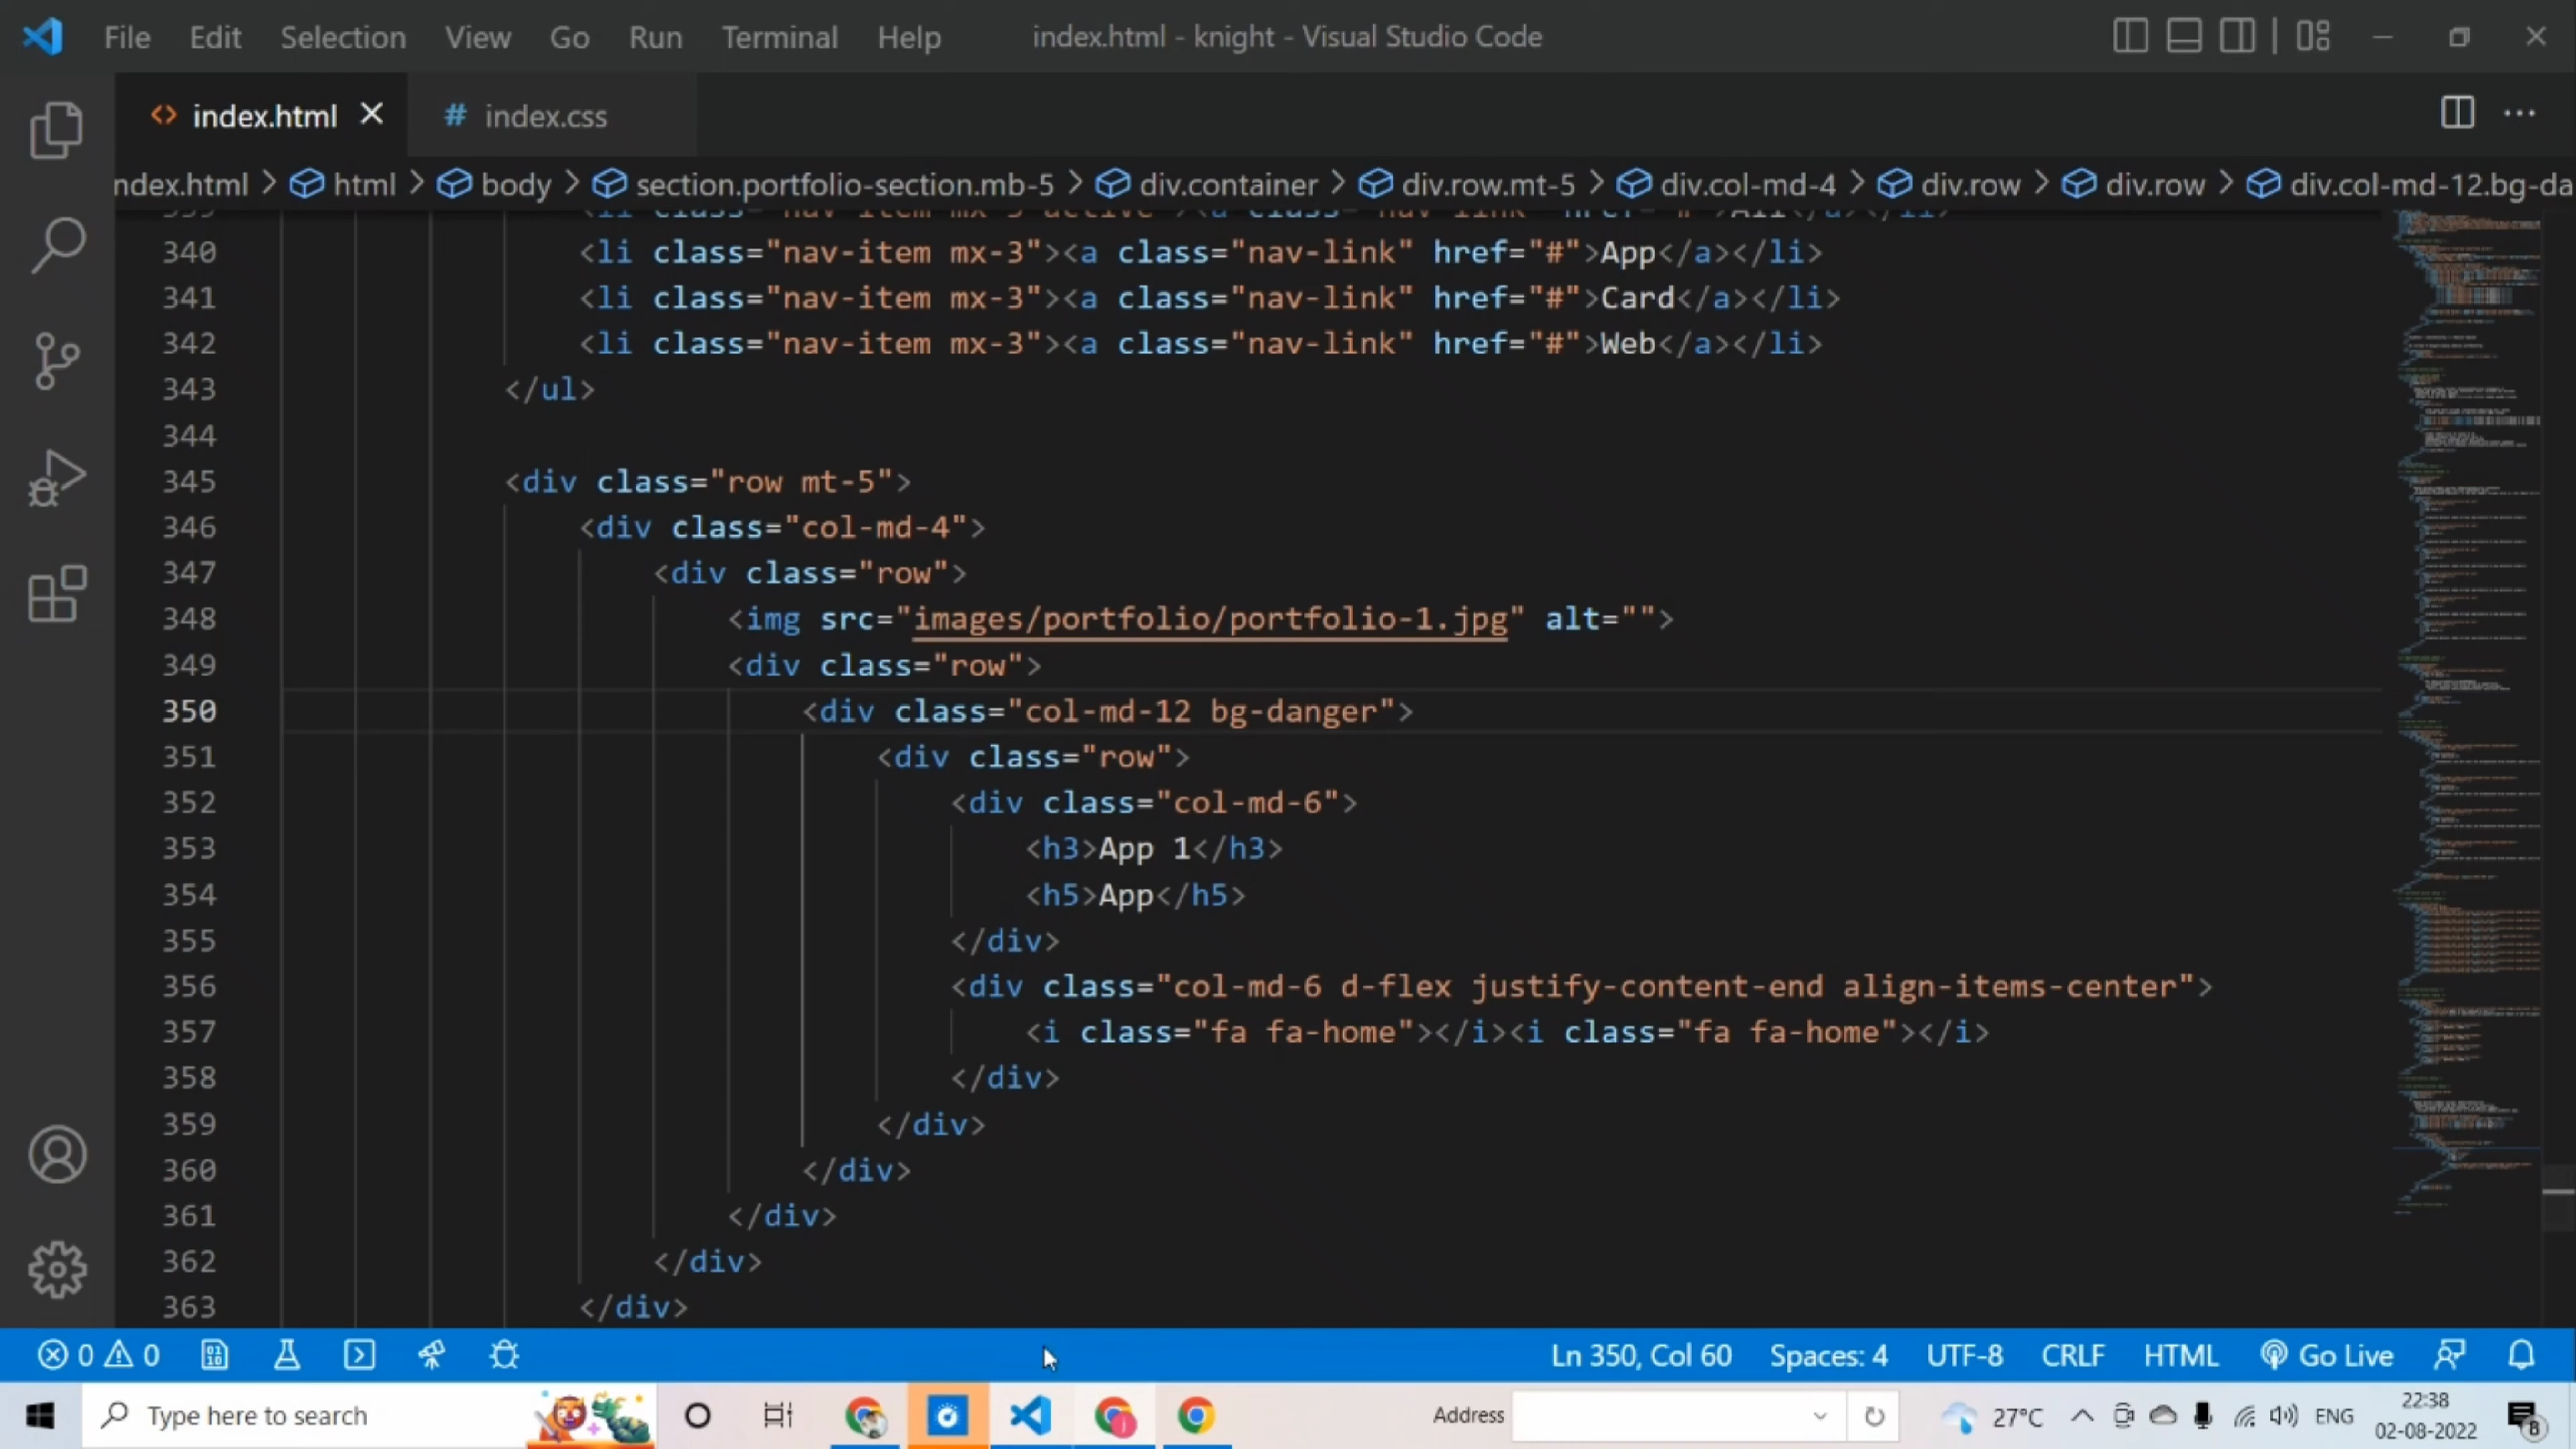 File Edit Selection View Go Run Terminal Help index.html - knight - Visual Studio Code
index.html index.css
ndex.html > html > body > section.portfolio-section.mb-5 > div.container > div.row.mt-5 > div.col-md-4 > div.row > div.row > div.col-md-12.bg-da
340 <li class="nav-item mx-3"><a class="nav-link" href="#">App</a></li>
341 <li class="nav-item mx-3"><a class="nav-link" href="#">Card</a></li>
342 <li class="nav-item mx-3"><a class="nav-link" href="#">Web</a></li>
343 </ul>
344
345 <div class="row mt-5">
346 <div class="col-md-4">
347 <div class="row">
348 <img src="images/portfolio/portfolio-1.jpg" alt="">
349 <div class="row">
350 <div class="col-md-12 bg-danger">
351 <div class="row">
352 <div class="col-md-6">
353 <h3>App 1</h3>
354 <h5>App</h5>
355 </div>
356 <div class="col-md-6 d-flex justify-content-end align-items-center">
357 <i class="fa fa-home"></i><i class="fa fa-home"></i>
358 </div>
359 </div>
360 </div>
361 </div>
362 </div>
363 </div>
0 0 Ln 350, Col 60 Spaces: 4 UTF-8 CRLF HTML Go Live
Type here to search Address 27°C ENG 22:38
02-08-2022 8